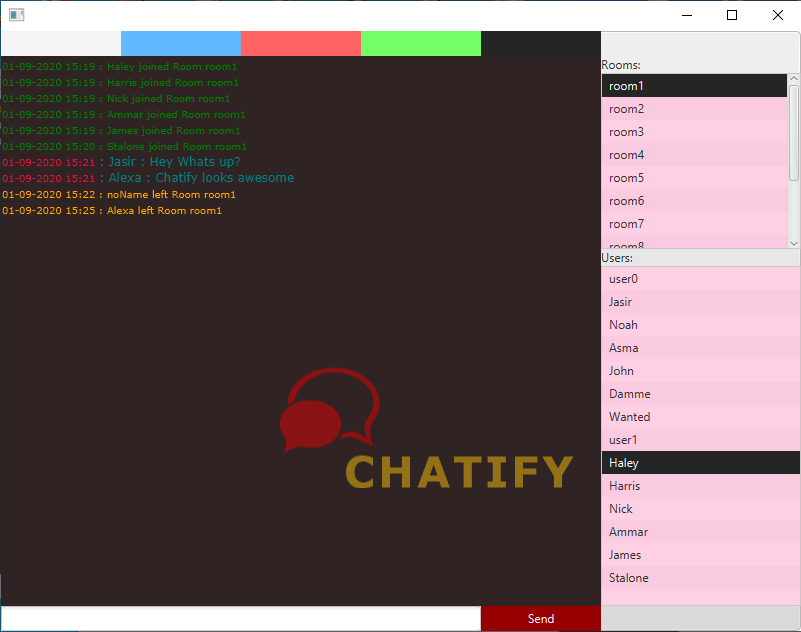 01-09-2020 15:19 : Haley joined Room room1
01-09-2020 15:19 : Harris joined Room room1
01-09-2020 15:19 : Nick joined Room room1
01-09-2020 15:19 : Ammar joined Room room1
01-09-2020 15:19 : James joined Room room1
01-09-2020 15:20 : Stalone joined Room room1
01-09-2020 15:21 : Jasir : Hey Whats up?
01-09-2020 15:21 : Alexa : Chatify looks awesome
01-09-2020 15:22 : noName left Room room1
01-09-2020 15:25 : Alexa left Room room1
CHATIFY
Send
Rooms:
room1
room2
room3
room4
room5
room6
room7
room8
Users:
user0
Jasir
Noah
Asma
John
Damme
Wanted
user1
Haley
Harris
Nick
Ammar
James
Stalone